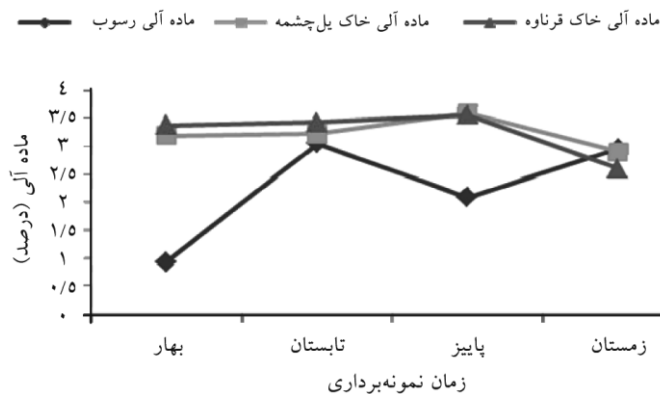 ماده آلی خاک قرناوه ماده آلی خاک یل‌چشمه ماده آلی رسوب
۴
۳/۵
۳
۲/۵
۲
۱/۵
۱
۰/۵
۰
ماده آلی (درصد)
بهار تابستان پاییز زمستان
زمان نمونه‌برداری